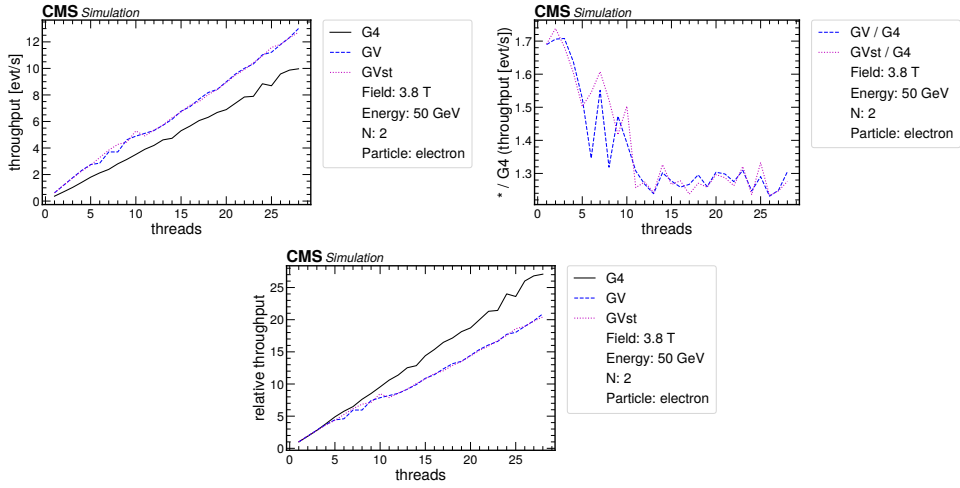 CMS Simulation
throughput [evt/s]
12
10
8
6
4
2
0
0 5 10 15 20 25
threads
G4
GV
GVst
Field: 3.8 T
Energy: 50 GeV
N: 2
Particle: electron
CMS Simulation
* / G4 (throughput [evt/s])
1.7
1.6
1.5
1.4
1.3
0 5 10 15 20 25
threads
GV / G4
GVst / G4
Field: 3.8 T
Energy: 50 GeV
N: 2
Particle: electron
CMS Simulation
relative throughput
25
20
15
10
5
0
0 5 10 15 20 25
threads
G4
GV
GVst
Field: 3.8 T
Energy: 50 GeV
N: 2
Particle: electron